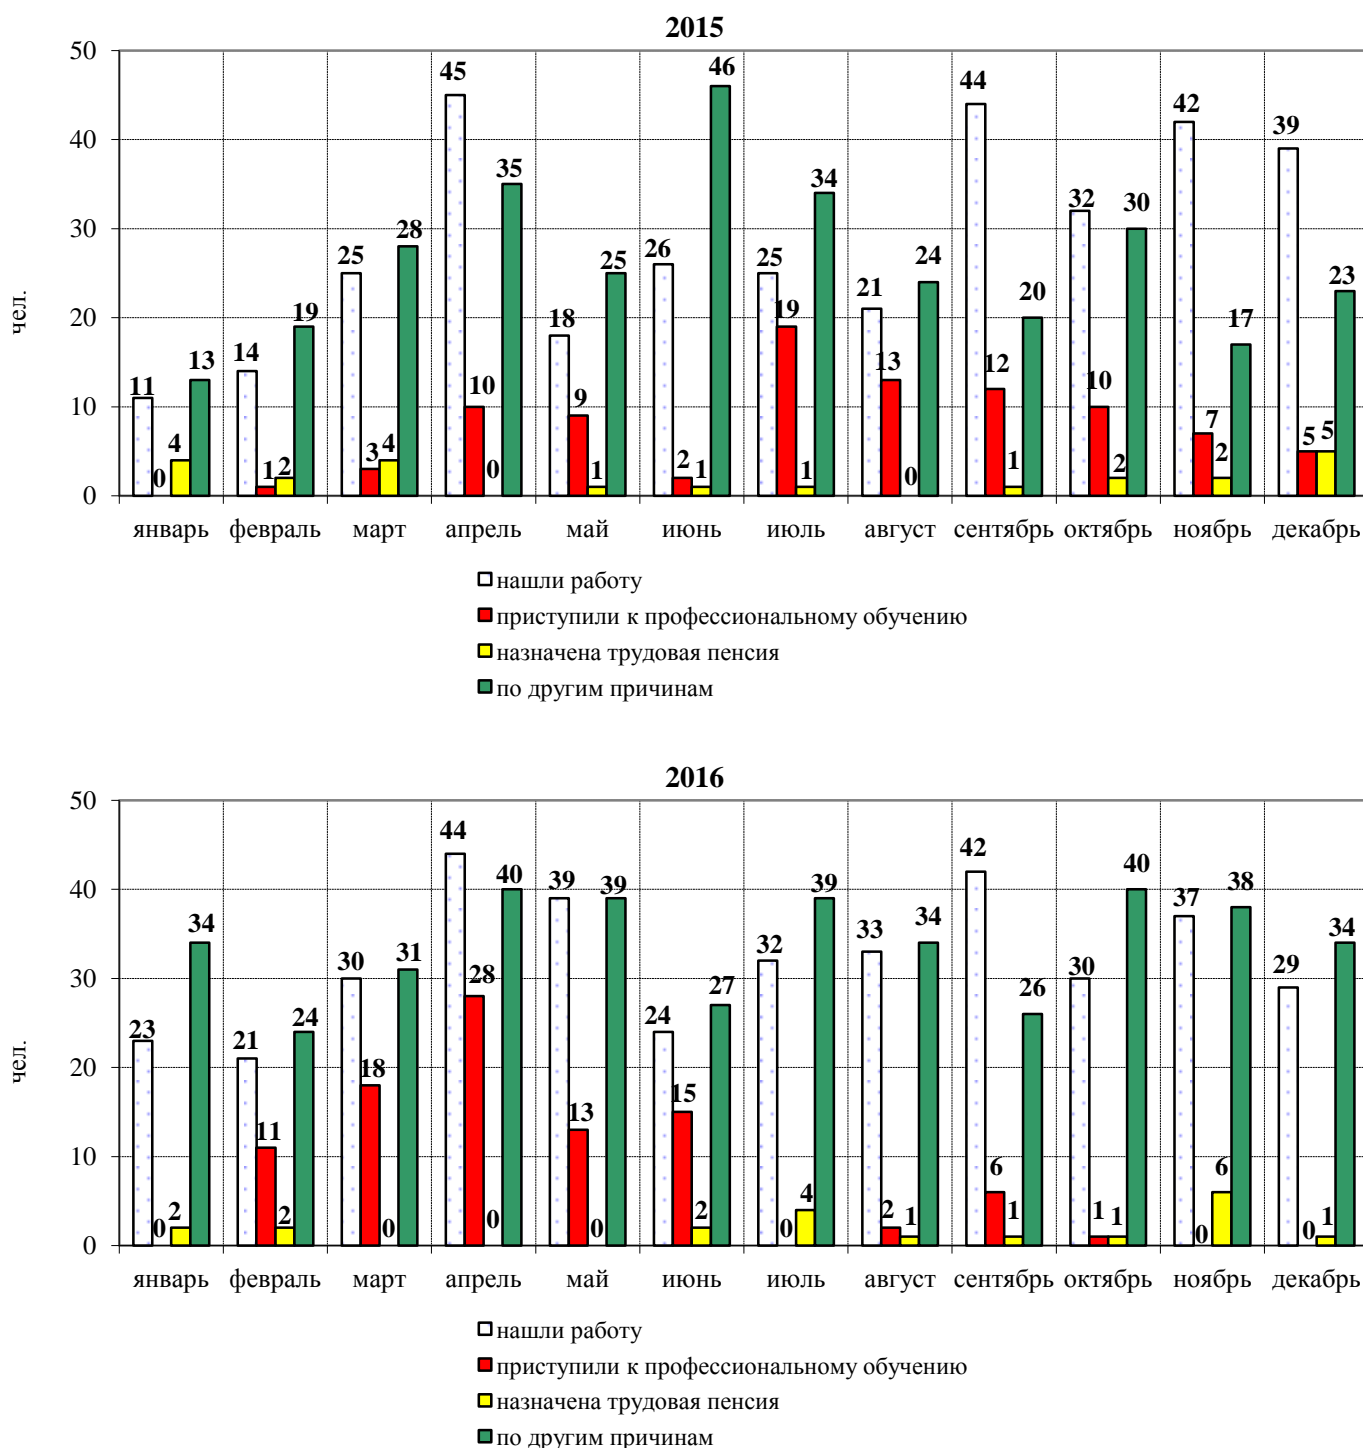 2015
50
40
30
20
10
0
чел.
11 0 4 13
14 1 2 19
25 3 4 28
45 10 0 35
18 9 1 25
26 2 1 46
25 19 1 34
21 13 0 24
44 12 1 20
32 10 2 30
42 7 2 17
39 5 5 23
январь февраль март апрель май июнь июль август сентябрь октябрь ноябрь декабрь
нашли работу
приступили к профессиональному обучению
назначена трудовая пенсия
по другим причинам
2016
50
40
30
20
10
0
чел.
23 0 2 34
21 11 2 24
30 18 0 31
44 28 0 40
39 13 0 39
24 15 2 27
32 0 4 39
33 2 1 34
42 6 1 26
30 1 1 40
37 0 6 38
29 0 1 34
январь февраль март апрель май июнь июль август сентябрь октябрь ноябрь декабрь
нашли работу
приступили к профессиональному обучению
назначена трудовая пенсия
по другим причинам